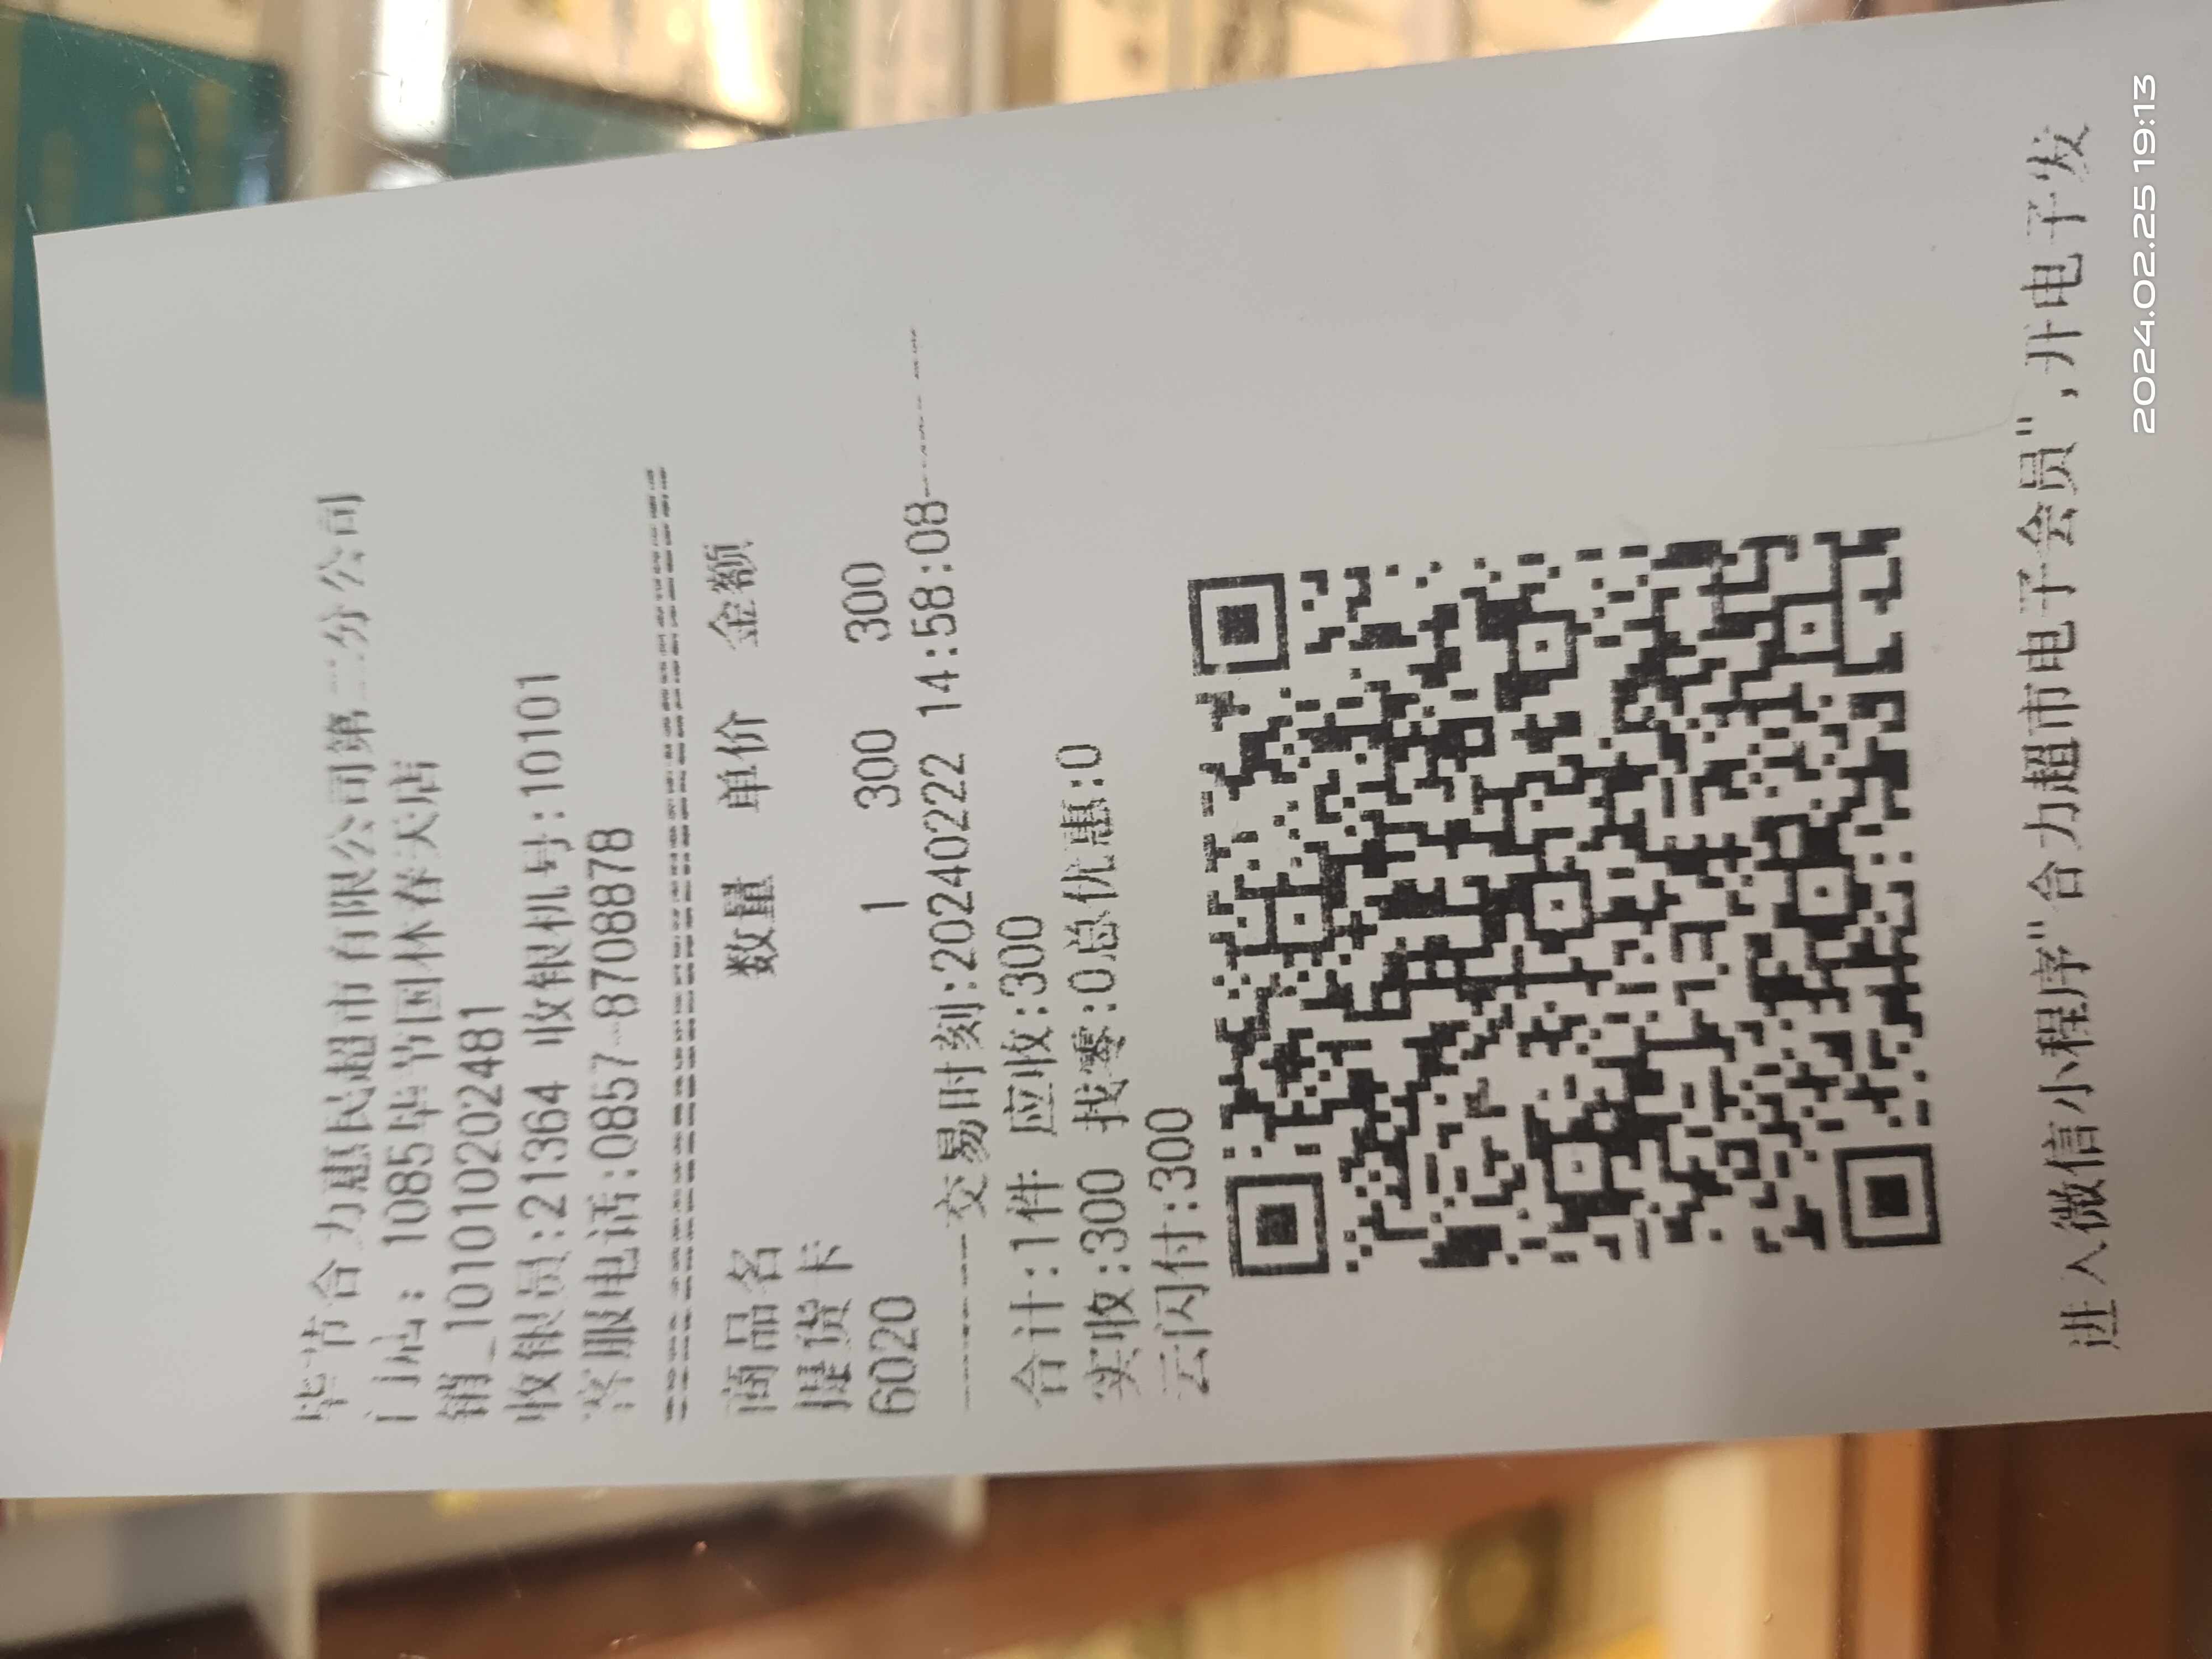 毕节合力惠民超市有限公司第二分公司
门店: 1085毕节国林春天店
销_1010102202481
收银员:21364 收银机号:10101
客服电话:0857-8708878
商品名 数量 单价 金额
提货卡
6020 1 300 300
交易时刻:20240222 14:58:08
合计:1件 应收:300
实收:300 找零:0总优惠:0
云闪付:300
进入微信小程序"合力超市电子会员",开电子发
2024.02.25 19:13